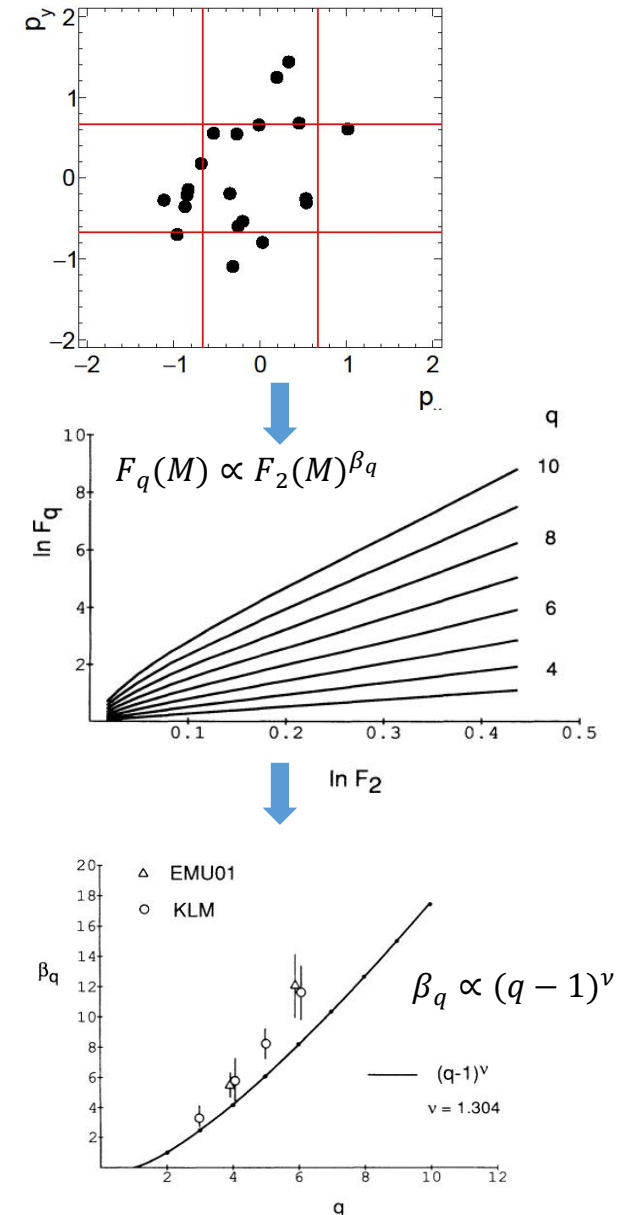 p_y
2
1
0
−1
−2
−2 −1 0 1 2
p..
q
10
8
6
4
2
ln F_q
F_q(M) ∝ F_2(M)^{β_q}
10
8
6
4
0.1 0.2 0.3 0.4 0.5
ln F_2
20
18
16
14
12
10
8
6
4
2
β_q
△ EMU01
○ KLM
β_q ∝ (q − 1)^ν
(q-1)^ν
ν = 1.304
2 4 6 8 10 12
q